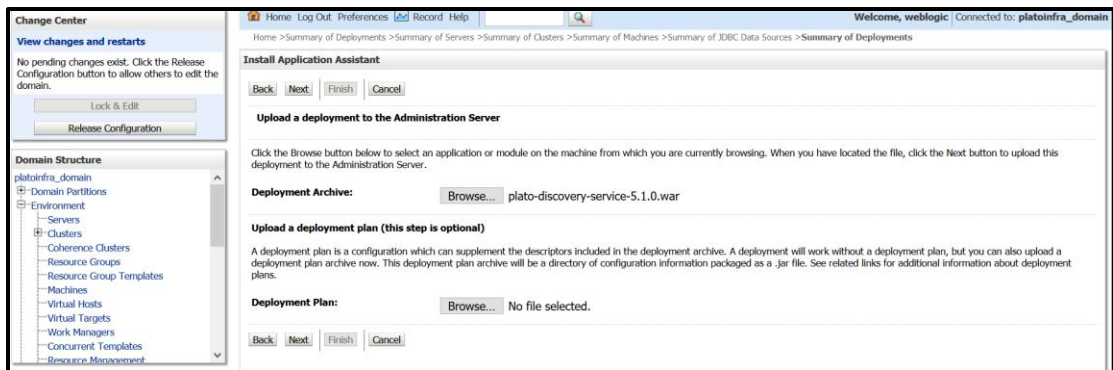 Change Center
View changes and restarts
No pending changes exist. Click the Release
Configuration button to allow others to edit the
domain.
Lock & Edit
Release Configuration
Domain Structure
platoinfra_domain
Domain Partitions
Environment
Servers
Clusters
Coherence Clusters
Resource Groups
Resource Group Templates
Machines
Virtual Hosts
Virtual Targets
Work Managers
Concurrent Templates
Resource Management
Home Log Out Preferences Record Help
Welcome, weblogic Connected to: platoinfra_domain
Home >Summary of Deployments >Summary of Servers >Summary of Clusters >Summary of Machines >Summary of JDBC Data Sources >Summary of Deployments
Install Application Assistant
Back Next Finish Cancel
Upload a deployment to the Administration Server
Click the Browse button below to select an application or module on the machine from which you are currently browsing. When you have located the file, click the Next button to upload this
deployment to the Administration Server.
Deployment Archive: Browse... plato-discovery-service-5.1.0.war
Upload a deployment plan (this step is optional)
A deployment plan is a configuration which can supplement the descriptors included in the deployment archive. A deployment will work without a deployment plan, but you can also upload a
deployment plan archive now. This deployment plan archive will be a directory of configuration information packaged as a .jar file. See related links for additional information about deployment
plans.
Deployment Plan: Browse... No file selected.
Back Next Finish Cancel